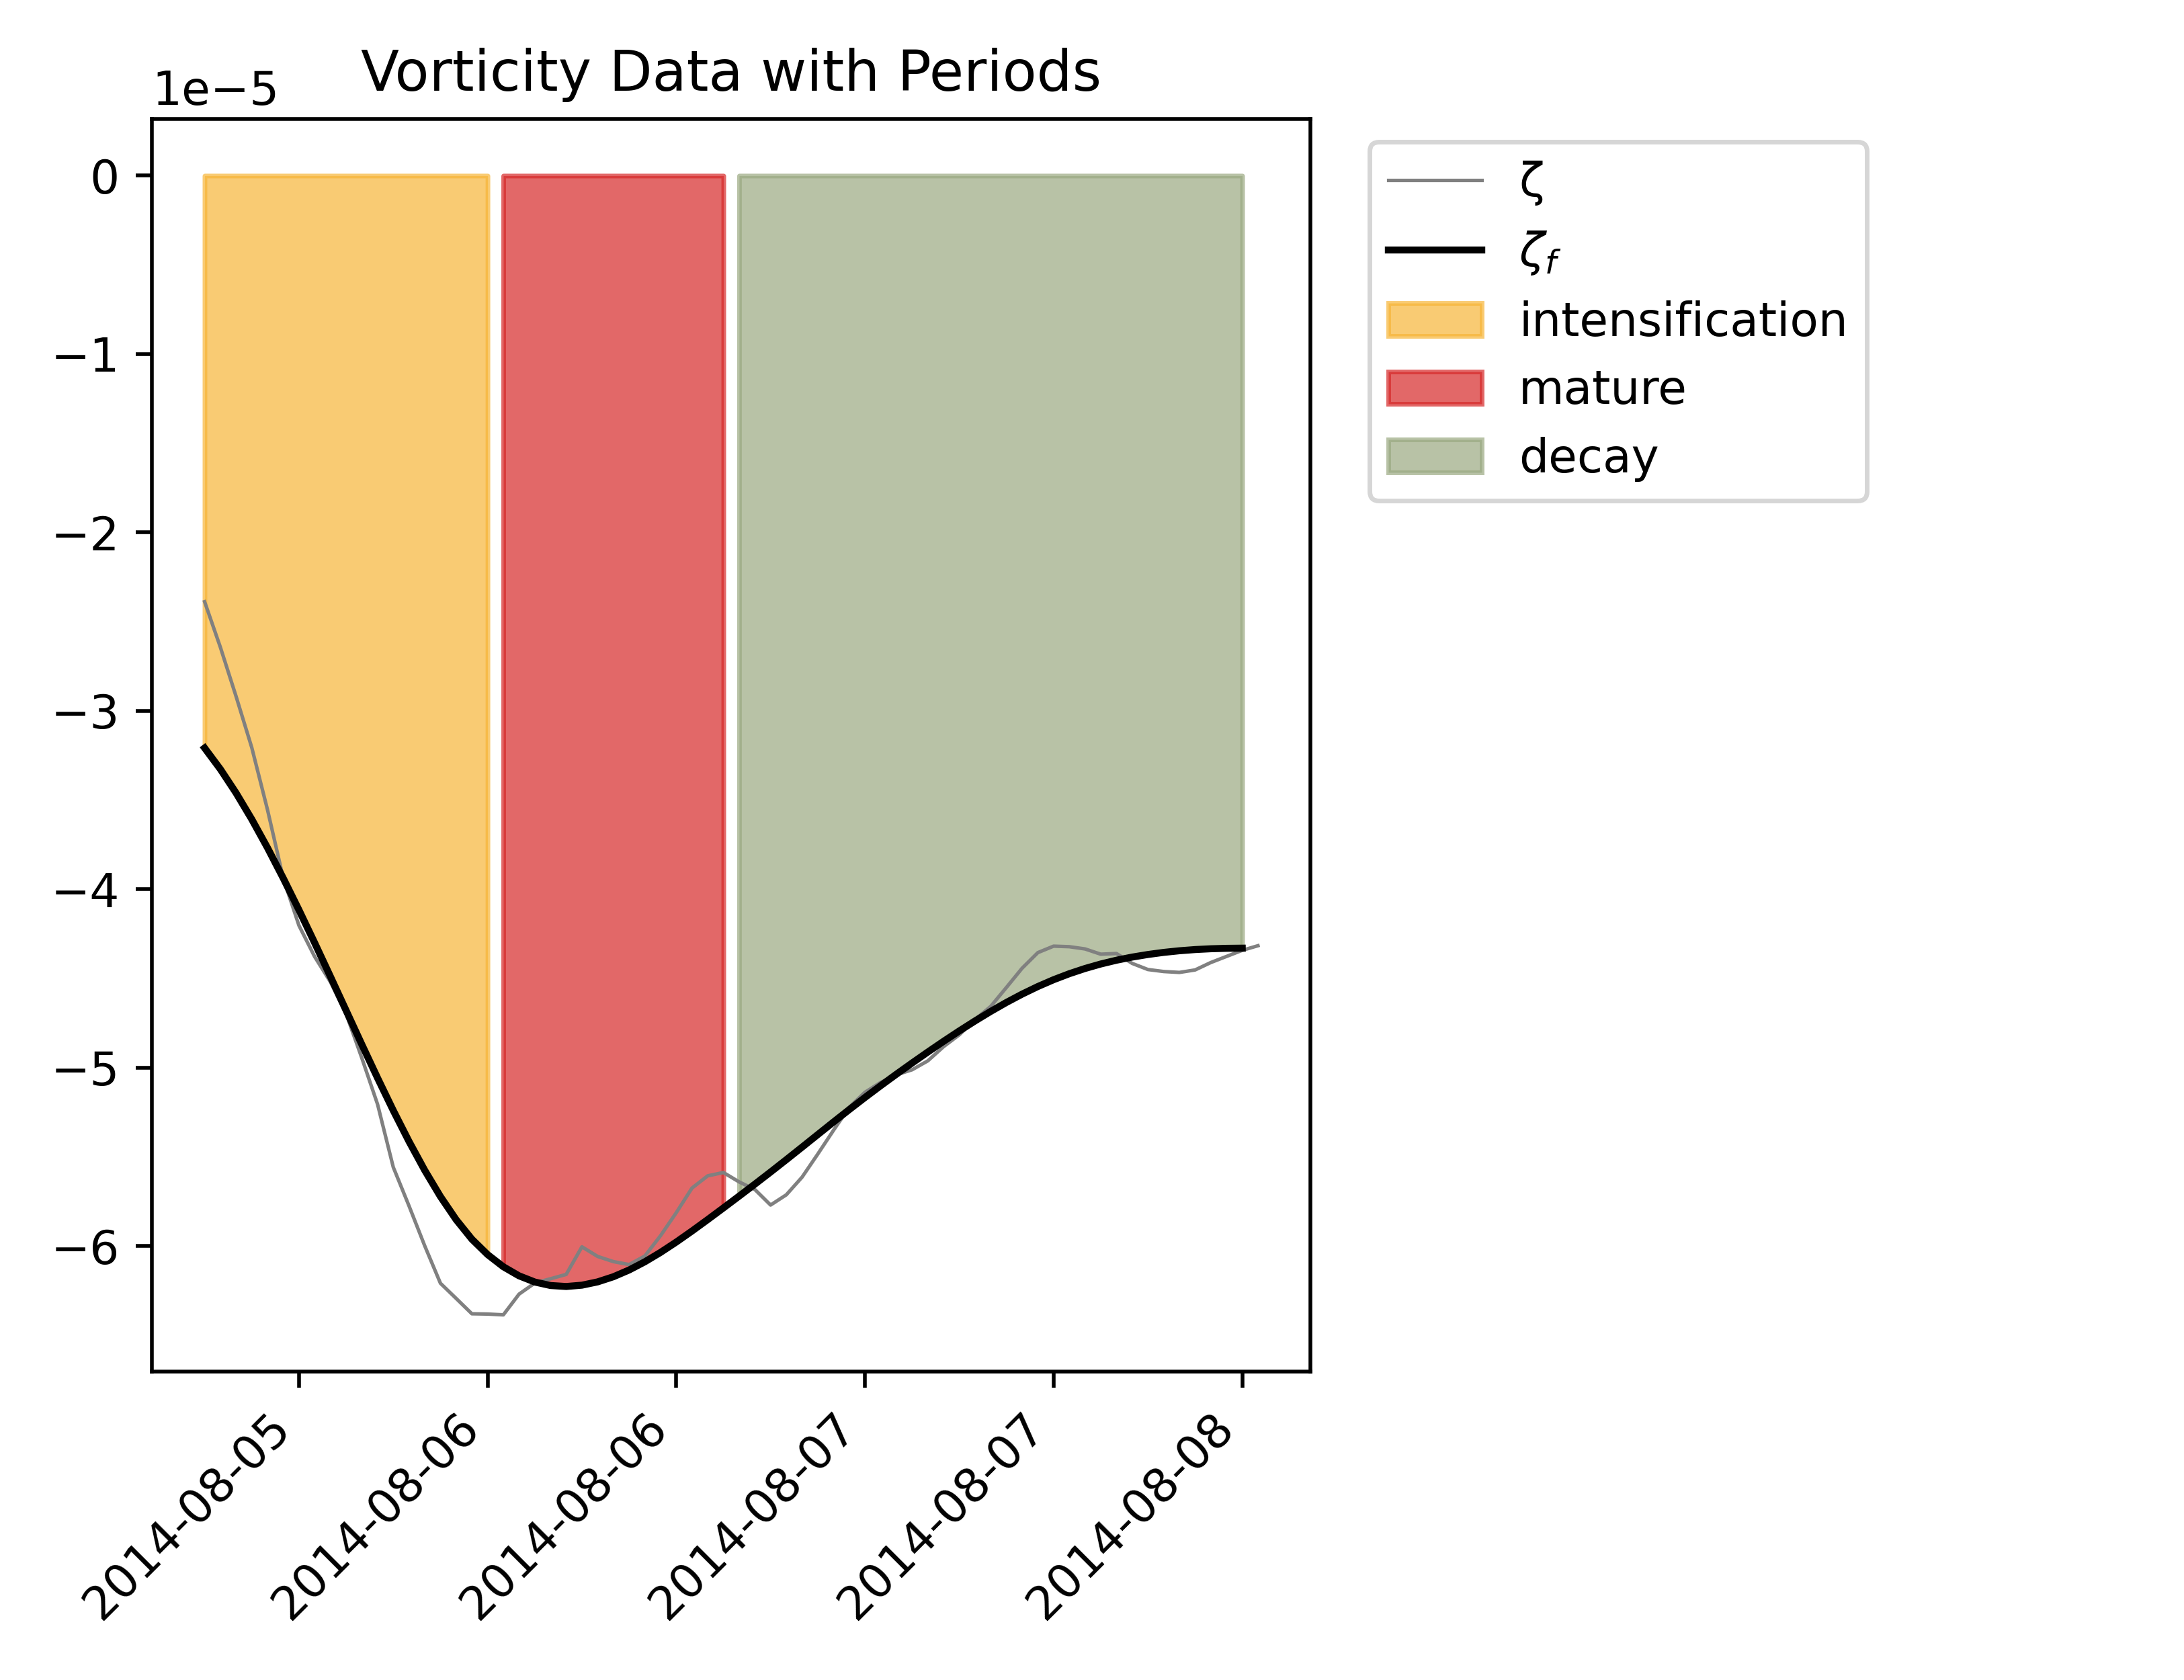 Vorticity Data with Periods
1e−5
0
−1
−2
−3
−4
−5
−6
2014-08-05
2014-08-06
2014-08-06
2014-08-07
2014-08-07
2014-08-08
ζ
ζf
intensification
mature
decay